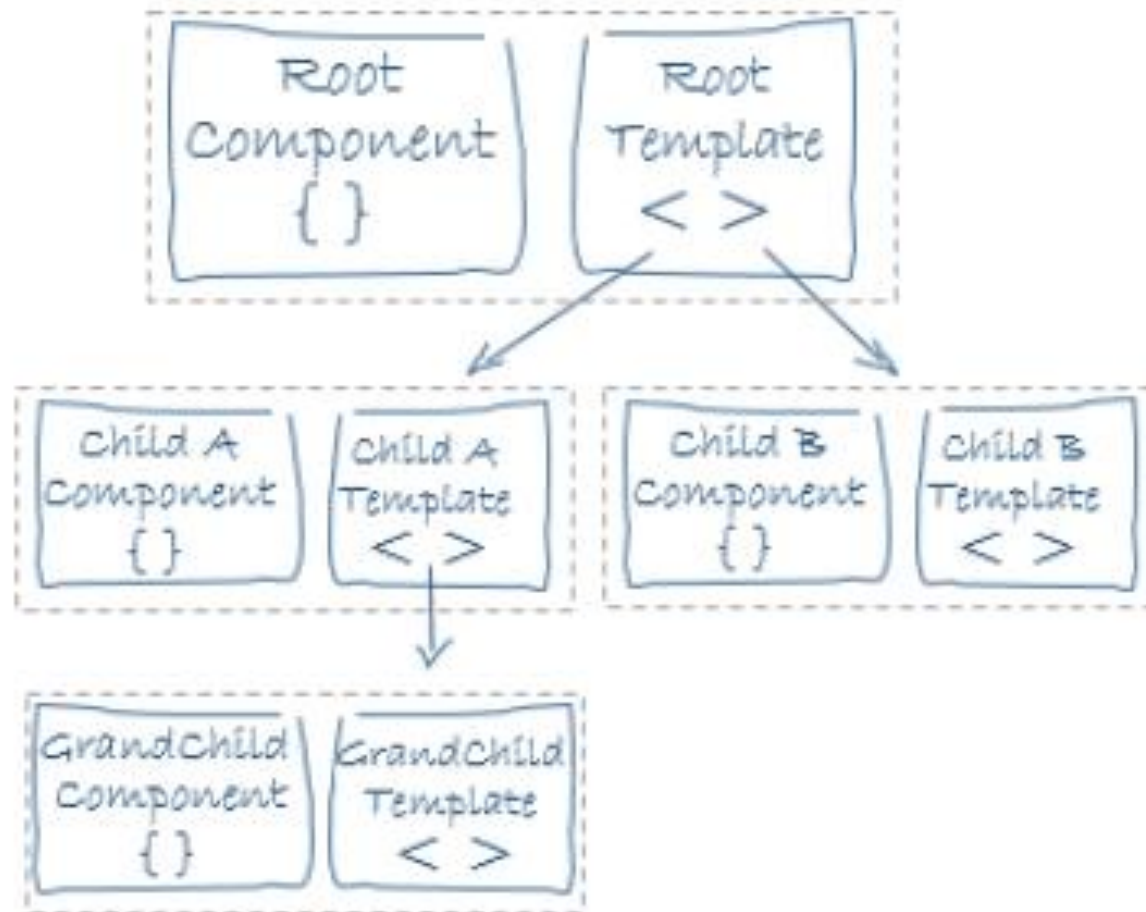 Root
Component
{ }
Root
Template
< >
Child A
Component
{ }
Child A
Template
< >
Child B
Component
{ }
Child B
Template
< >
GrandChild
Component
{ }
GrandChild
Template
< >